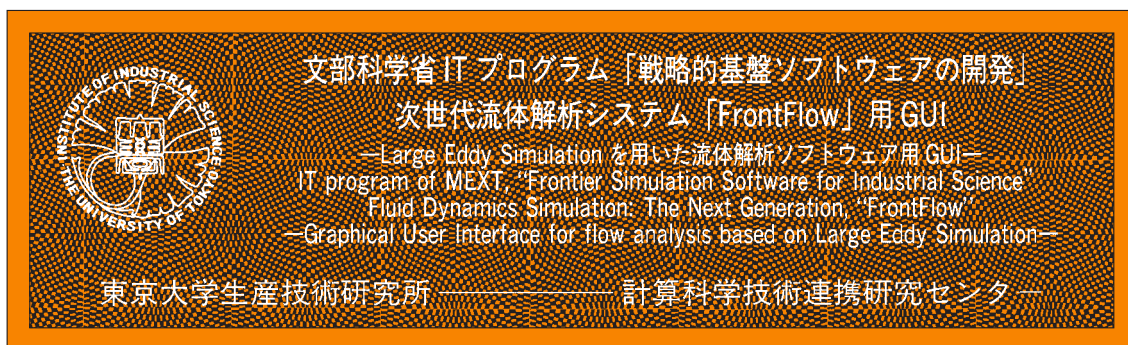 INSTITUTE OF INDUSTRIAL SCIENCE
THE UNIVERSITY OF TOKYO
文部科学省 IT プログラム「戦略的基盤ソフトウェアの開発」
次世代流体解析システム「FrontFlow」用 GUI
—Large Eddy Simulation を用いた流体解析ソフトウェア用 GUI—
IT program of MEXT, “Frontier Simulation Software for Industrial Science”
Fluid Dynamics Simulation: The Next Generation, “FrontFlow”
—Graphical User Interface for flow analysis based on Large Eddy Simulation—
東京大学生産技術研究所 ————— 計算科学技術連携研究センター